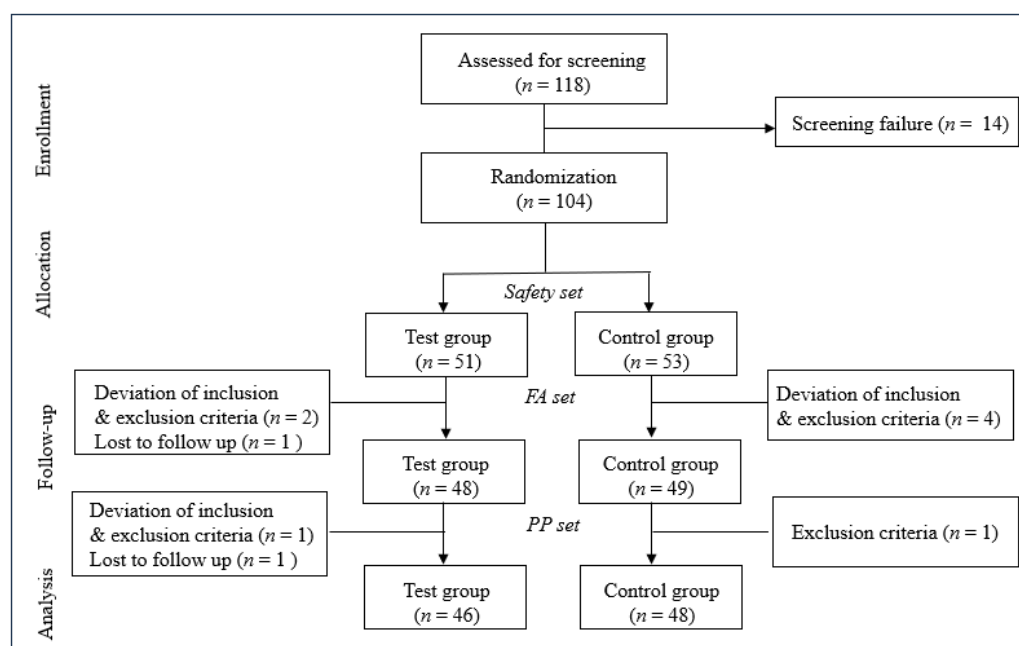 Assessed for screening
(n = 118)
Enrollment
Screening failure (n = 14)
Randomization
(n = 104)
Allocation
Safety set
Test group
(n = 51)
Control group
(n = 53)
Deviation of inclusion
& exclusion criteria (n = 2)
Lost to follow up (n = 1 )
FA set
Deviation of inclusion
& exclusion criteria (n = 4)
Follow-up
Test group
(n = 48)
Control group
(n = 49)
Deviation of inclusion
& exclusion criteria (n = 1)
Lost to follow up (n = 1 )
PP set
Exclusion criteria (n = 1)
Analysis
Test group
(n = 46)
Control group
(n = 48)